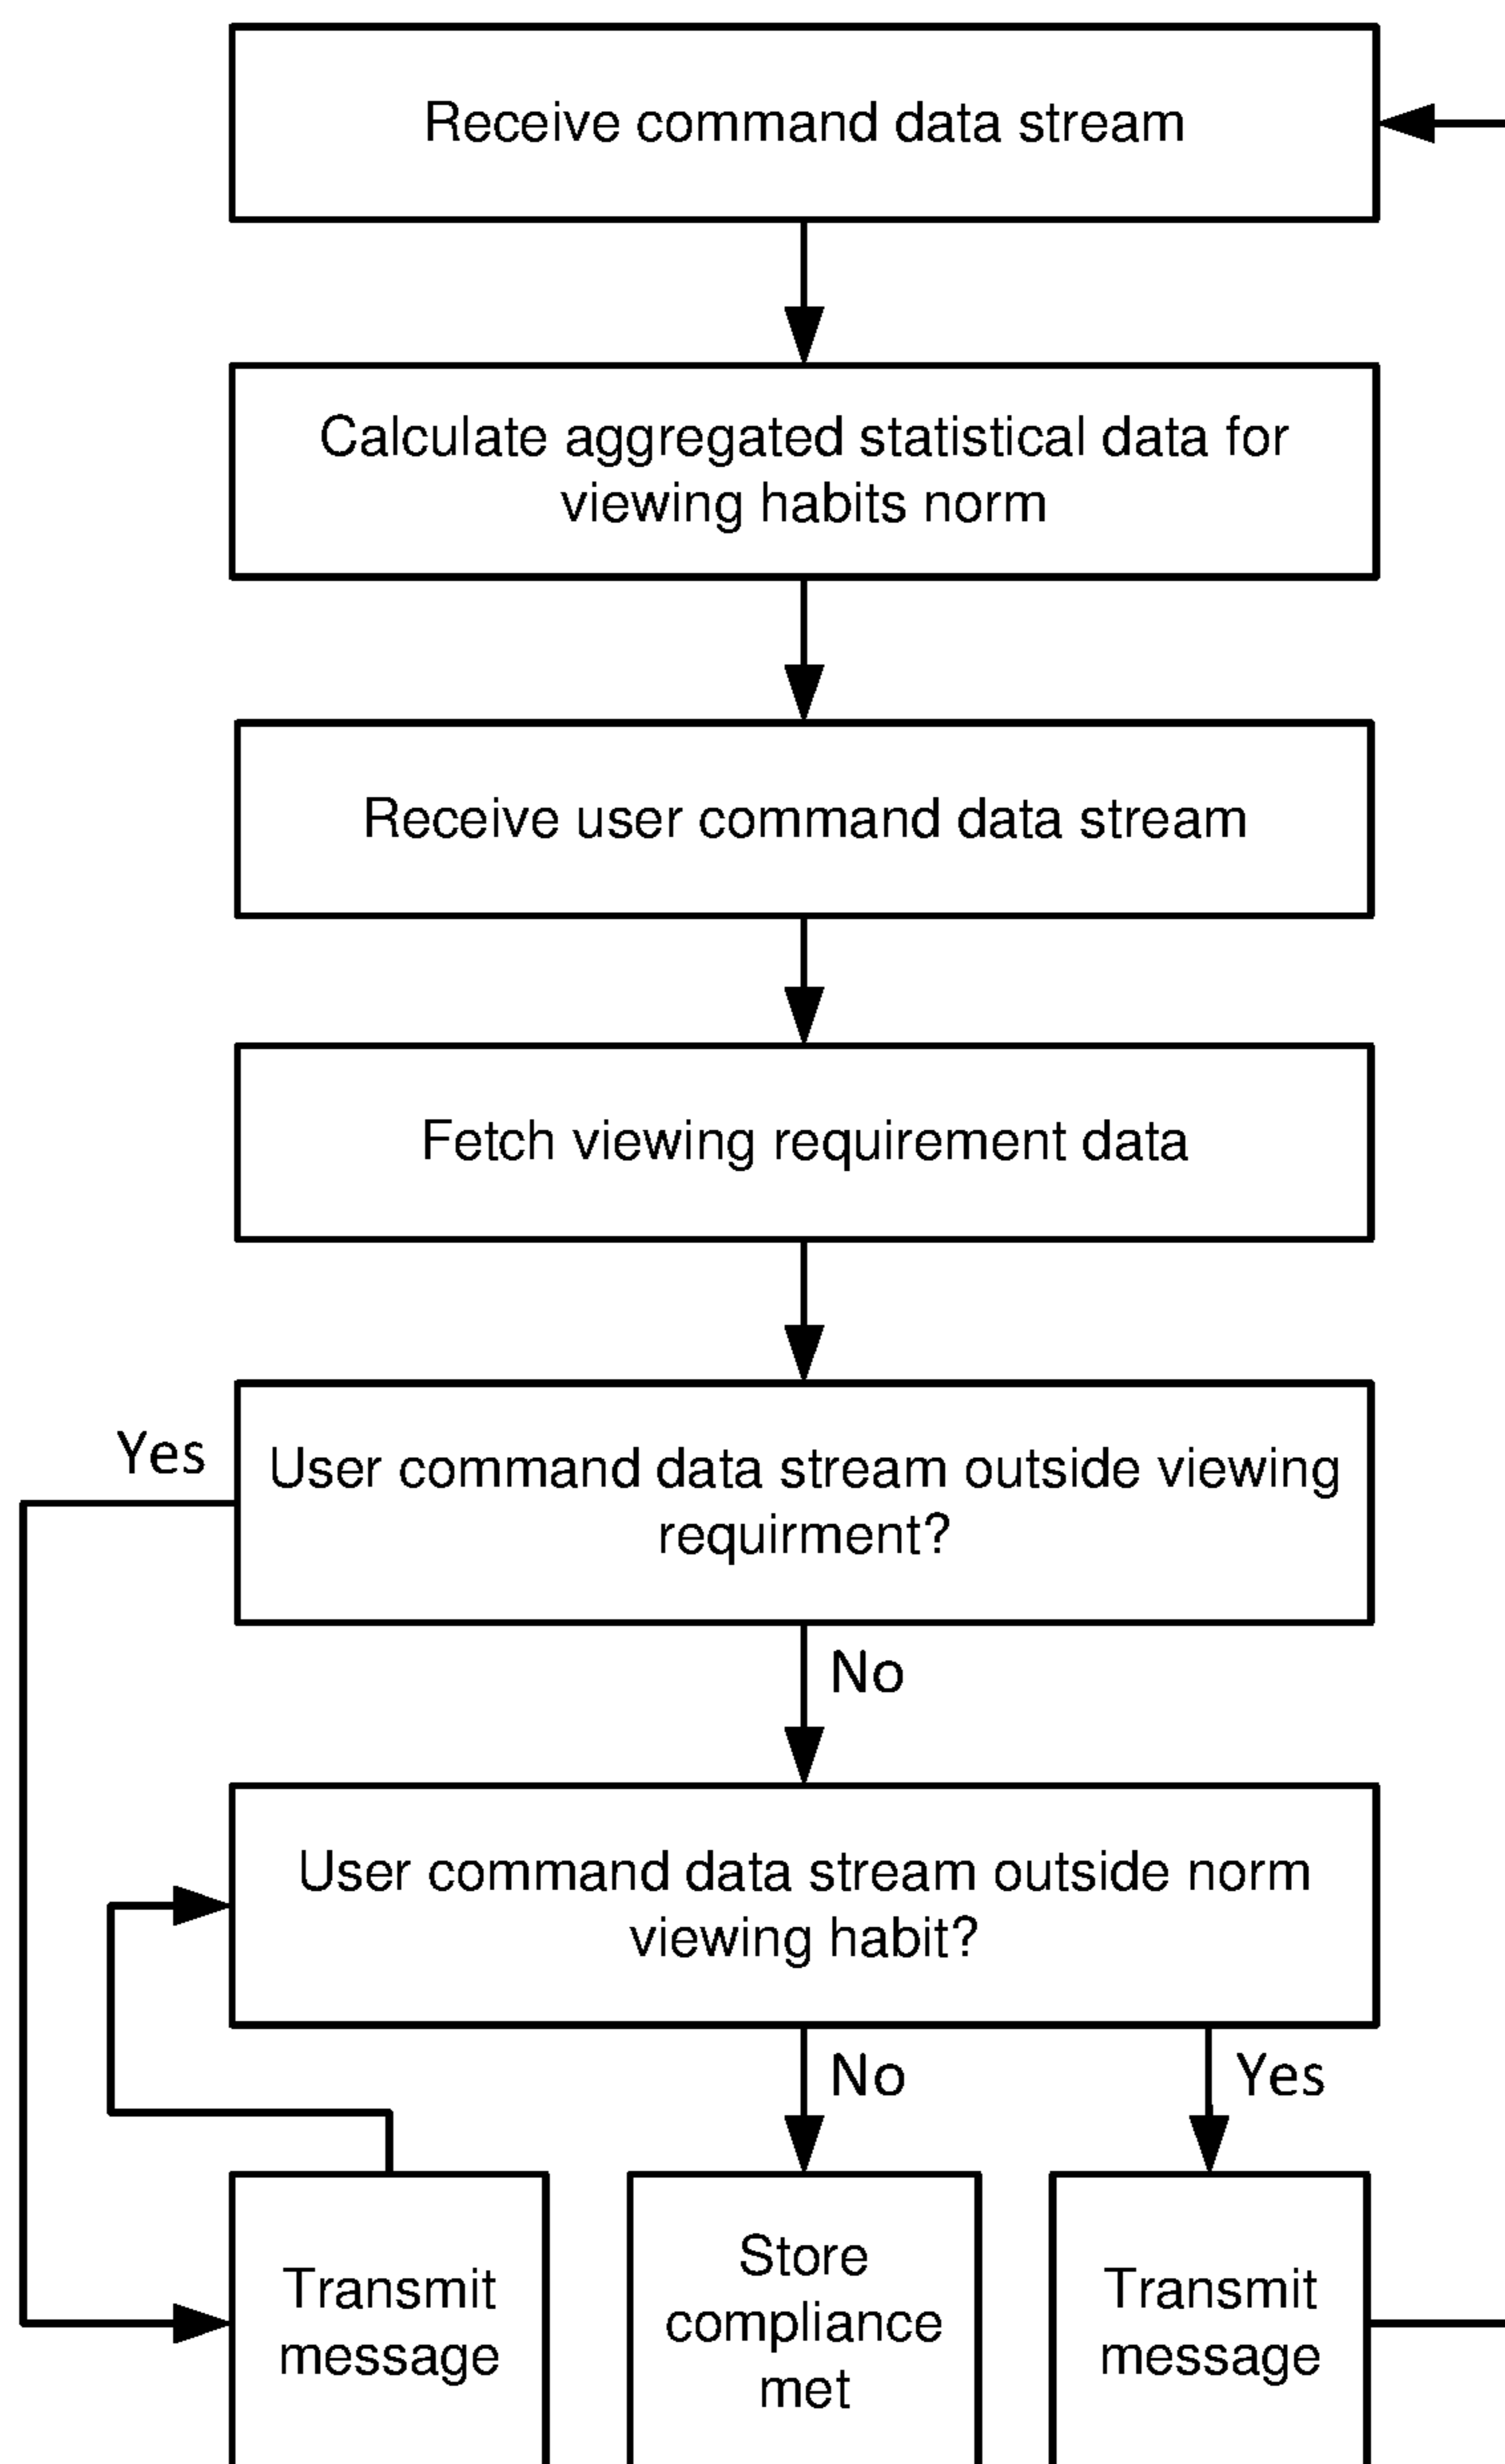 Receive command data stream
Calculate aggregated statistical data for
viewing habits norm
Receive user command data stream
Fetch viewing requirement data
Yes
User command data stream outside viewing
requirment?
No
User command data stream outside norm
viewing habit?
No
Yes
Transmit
message
Store
compliance
met
Transmit
message